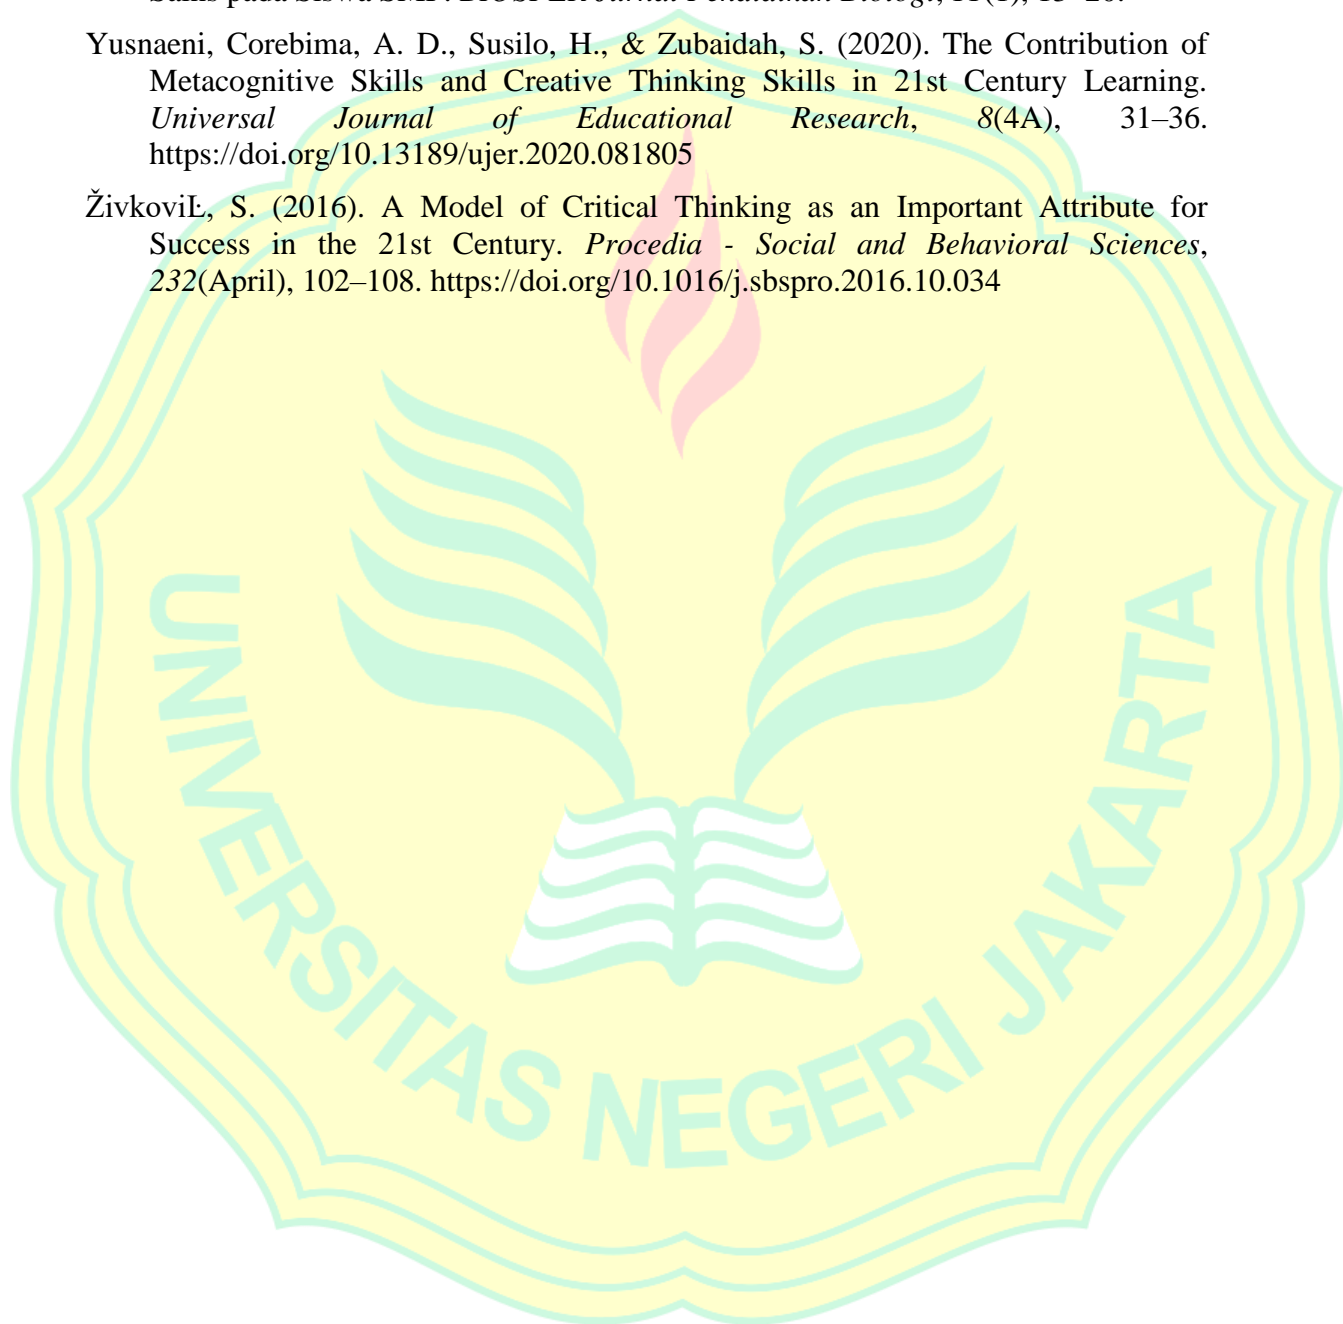 Yusnaeni, Corebima, A. D., Susilo, H., & Zubaidah, S. (2020). The Contribution of
Metacognitive Skills and Creative Thinking Skills in 21st Century Learning.
Universal Journal of Educational Research, 8(4A), 31–36.
https://doi.org/10.13189/ujer.2020.081805
ŽivkoviĿ, S. (2016). A Model of Critical Thinking as an Important Attribute for
Success in the 21st Century. Procedia - Social and Behavioral Sciences,
232(April), 102–108. https://doi.org/10.1016/j.sbspro.2016.10.034
UNIVERSITAS NEGERI JAKARTA